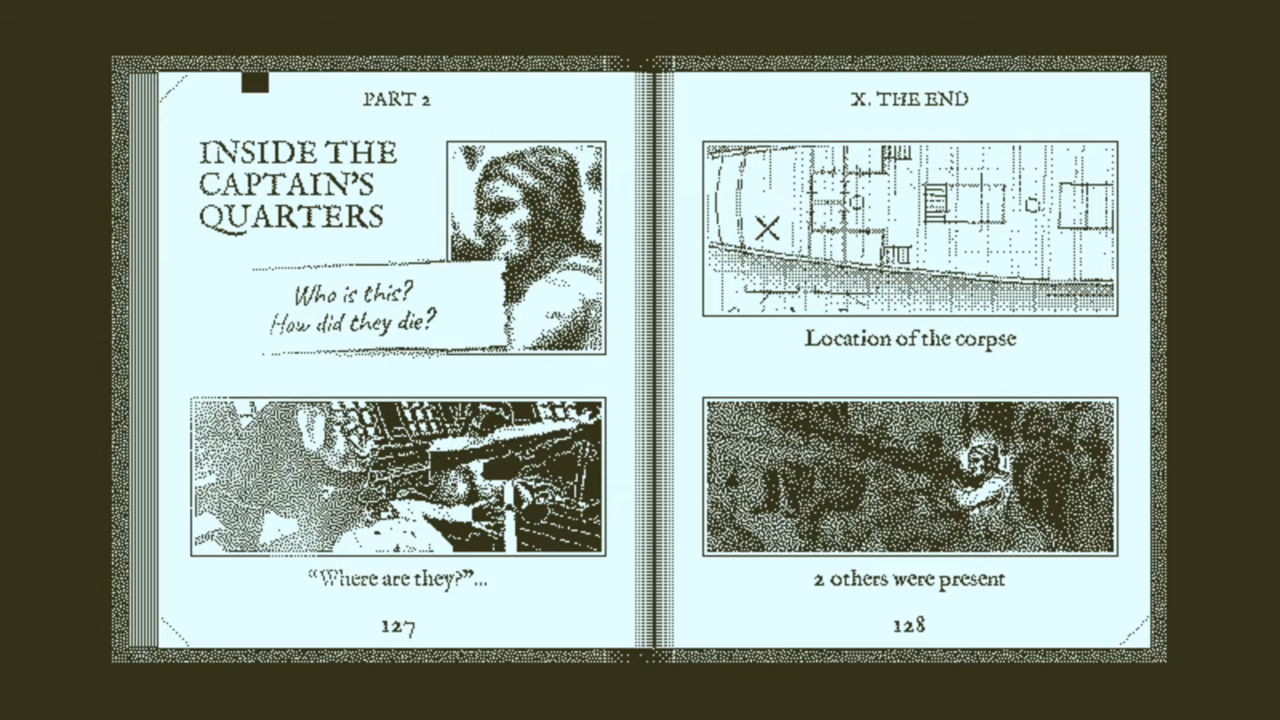 PART 2
INSIDE THE
CAPTAIN'S
QUARTERS
Who is this?
How did they die?
"Where are they?"...
127
X. THE END
Location of the corpse
2 others were present
128